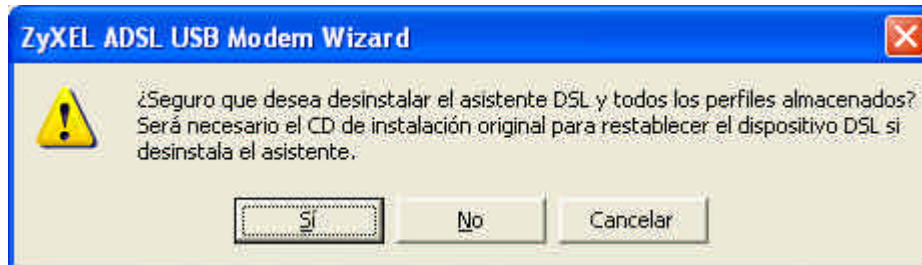 ZyXEL ADSL USB Modem Wizard
¿Seguro que desea desinstalar el asistente DSL y todos los perfiles almacenados?
Será necesario el CD de instalación original para restablecer el dispositivo DSL si
desinstala el asistente.
Sí No Cancelar